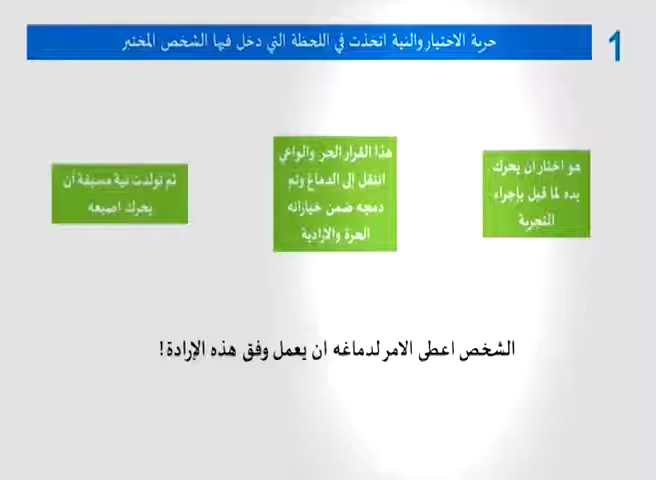 1
حرية الاختيار والنية اتخذت في اللحظة التي دخل فيها الشخص المختبر
هو اختار ان يحرك
يده لما قبل بإجراء
التجربة
هذا القرار الحر والواعي
انتقل إلى الدماغ وتم
دمجه ضمن خياراته
الحرة والارادية
ثم تولدت نية مسبقة أن
يحرك اصبعه
الشخص اعطى الامر لدماغه ان يعمل وفق هذه الإرادة!